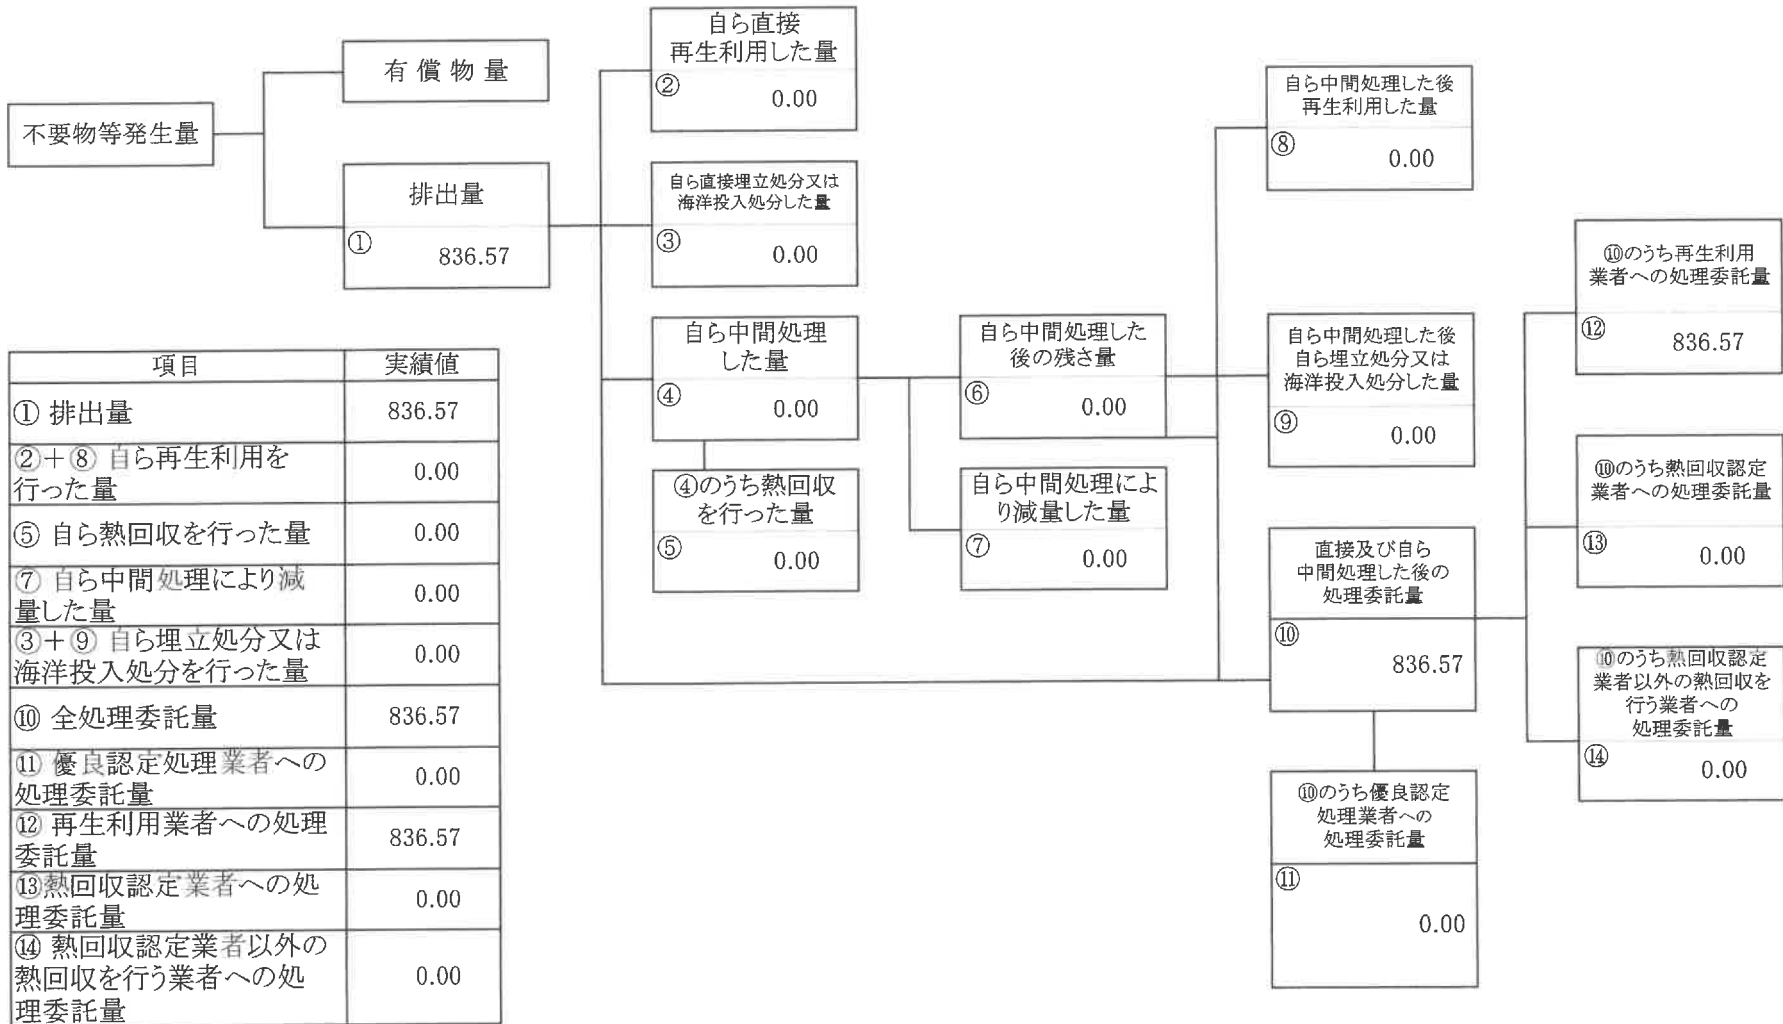 不要物等発生量
有償物量
排出量
①
836.57
自ら直接
再生利用した量
②
0.00
自ら直接埋立処分又は
海洋投入処分した量
③
0.00
自ら中間処理
した量
④
0.00
④のうち熱回収
を行った量
⑤
0.00
自ら中間処理した
後の残さ量
⑥
0.00
自ら中間処理によ
り減量した量
⑦
0.00
自ら中間処理した後
再生利用した量
⑧
0.00
自ら中間処理した後
自ら埋立処分又は
海洋投入処分した量
⑨
0.00
直接及び自ら
中間処理した後の
処理委託量
⑩
836.57
⑩のうち優良認定
処理業者への
処理委託量
⑪
0.00
⑩のうち再生利用
業者への処理委託量
⑫
836.57
⑩のうち熱回収認定
業者への処理委託量
⑬
0.00
⑩のうち熱回収認定
業者以外の熱回収を
行う業者への
処理委託量
⑭
0.00
項目 実績値
① 排出量 836.57
②＋⑧ 自ら再生利用を
行った量 0.00
⑤ 自ら熱回収を行った量 0.00
⑦ 自ら中間処理により減
量した量 0.00
③＋⑨ 自ら埋立処分又は
海洋投入処分を行った量 0.00
⑩ 全処理委託量 836.57
⑪ 優良認定処理業者への
処理委託量 0.00
⑫ 再生利用業者への処理
委託量 836.57
⑬熱回収認定業者への処
理委託量 0.00
⑭ 熱回収認定業者以外の
熱回収を行う業者への処
理委託量 0.00